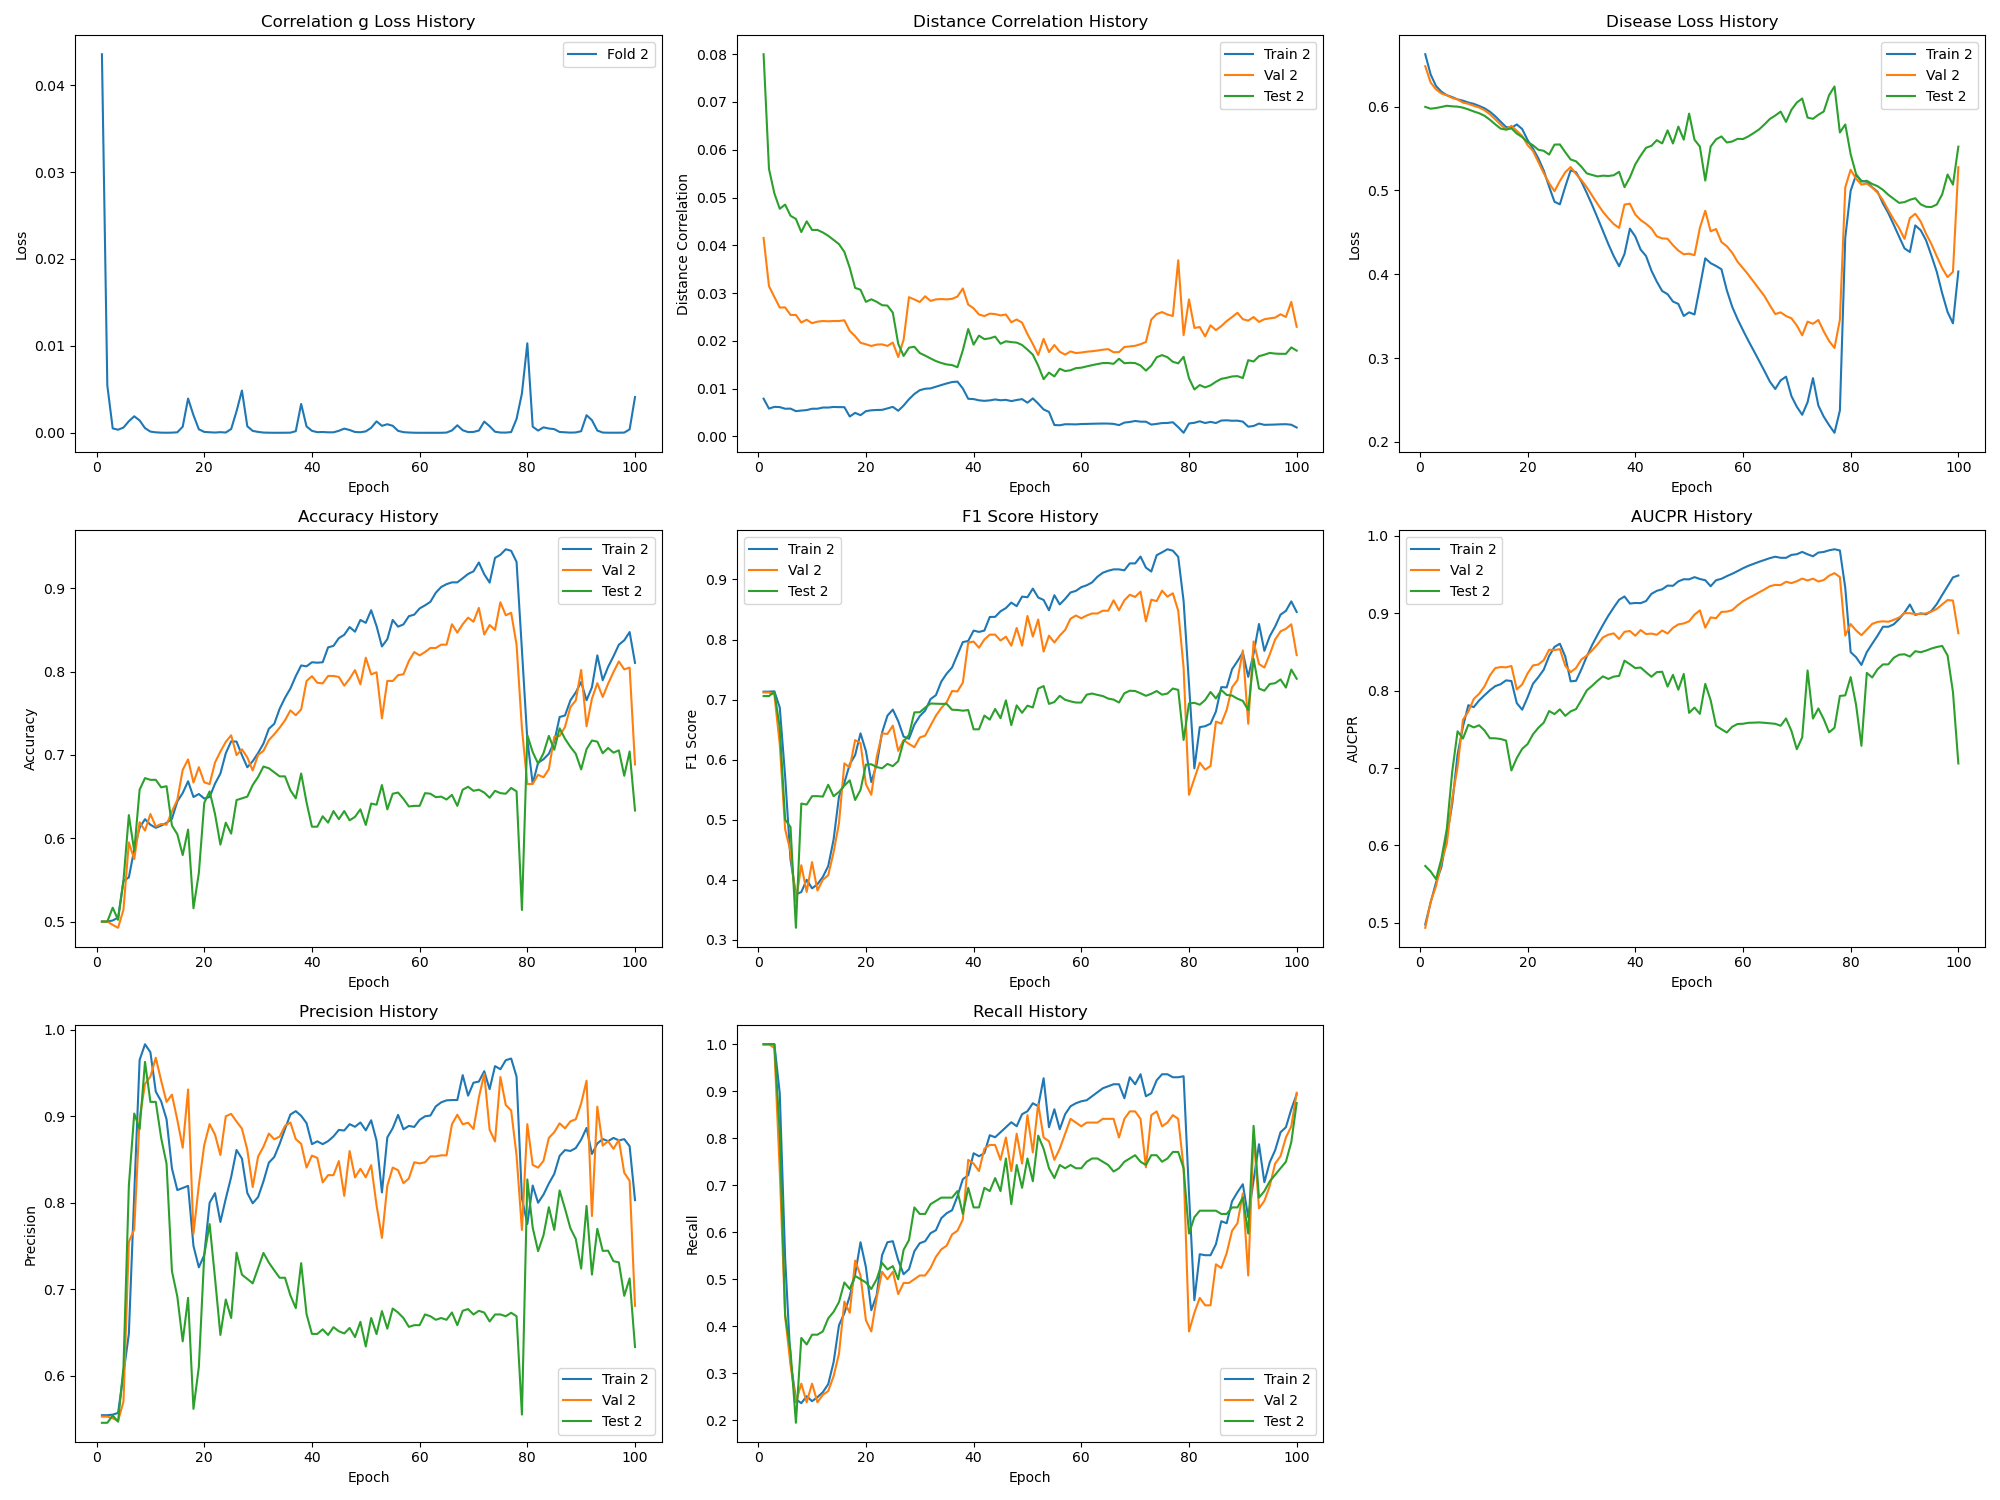 Correlation g Loss History
Fold 2
Loss
0.04
0.03
0.02
0.01
0.00
0 20 40 60 80 100
Epoch
Distance Correlation History
Train 2
Val 2
Test 2
Distance Correlation
0.08
0.07
0.06
0.05
0.04
0.03
0.02
0.01
0.00
0 20 40 60 80 100
Epoch
Disease Loss History
Train 2
Val 2
Test 2
Loss
0.6
0.5
0.4
0.3
0.2
0 20 40 60 80 100
Epoch
Accuracy History
Train 2
Val 2
Test 2
Accuracy
0.9
0.8
0.7
0.6
0.5
0 20 40 60 80 100
Epoch
F1 Score History
Train 2
Val 2
Test 2
F1 Score
0.9
0.8
0.7
0.6
0.5
0.4
0.3
0 20 40 60 80 100
Epoch
AUCPR History
Train 2
Val 2
Test 2
AUCPR
1.0
0.9
0.8
0.7
0.6
0.5
0 20 40 60 80 100
Epoch
Precision History
Train 2
Val 2
Test 2
Precision
1.0
0.9
0.8
0.7
0.6
0 20 40 60 80 100
Epoch
Recall History
Train 2
Val 2
Test 2
Recall
1.0
0.9
0.8
0.7
0.6
0.5
0.4
0.3
0.2
0 20 40 60 80 100
Epoch